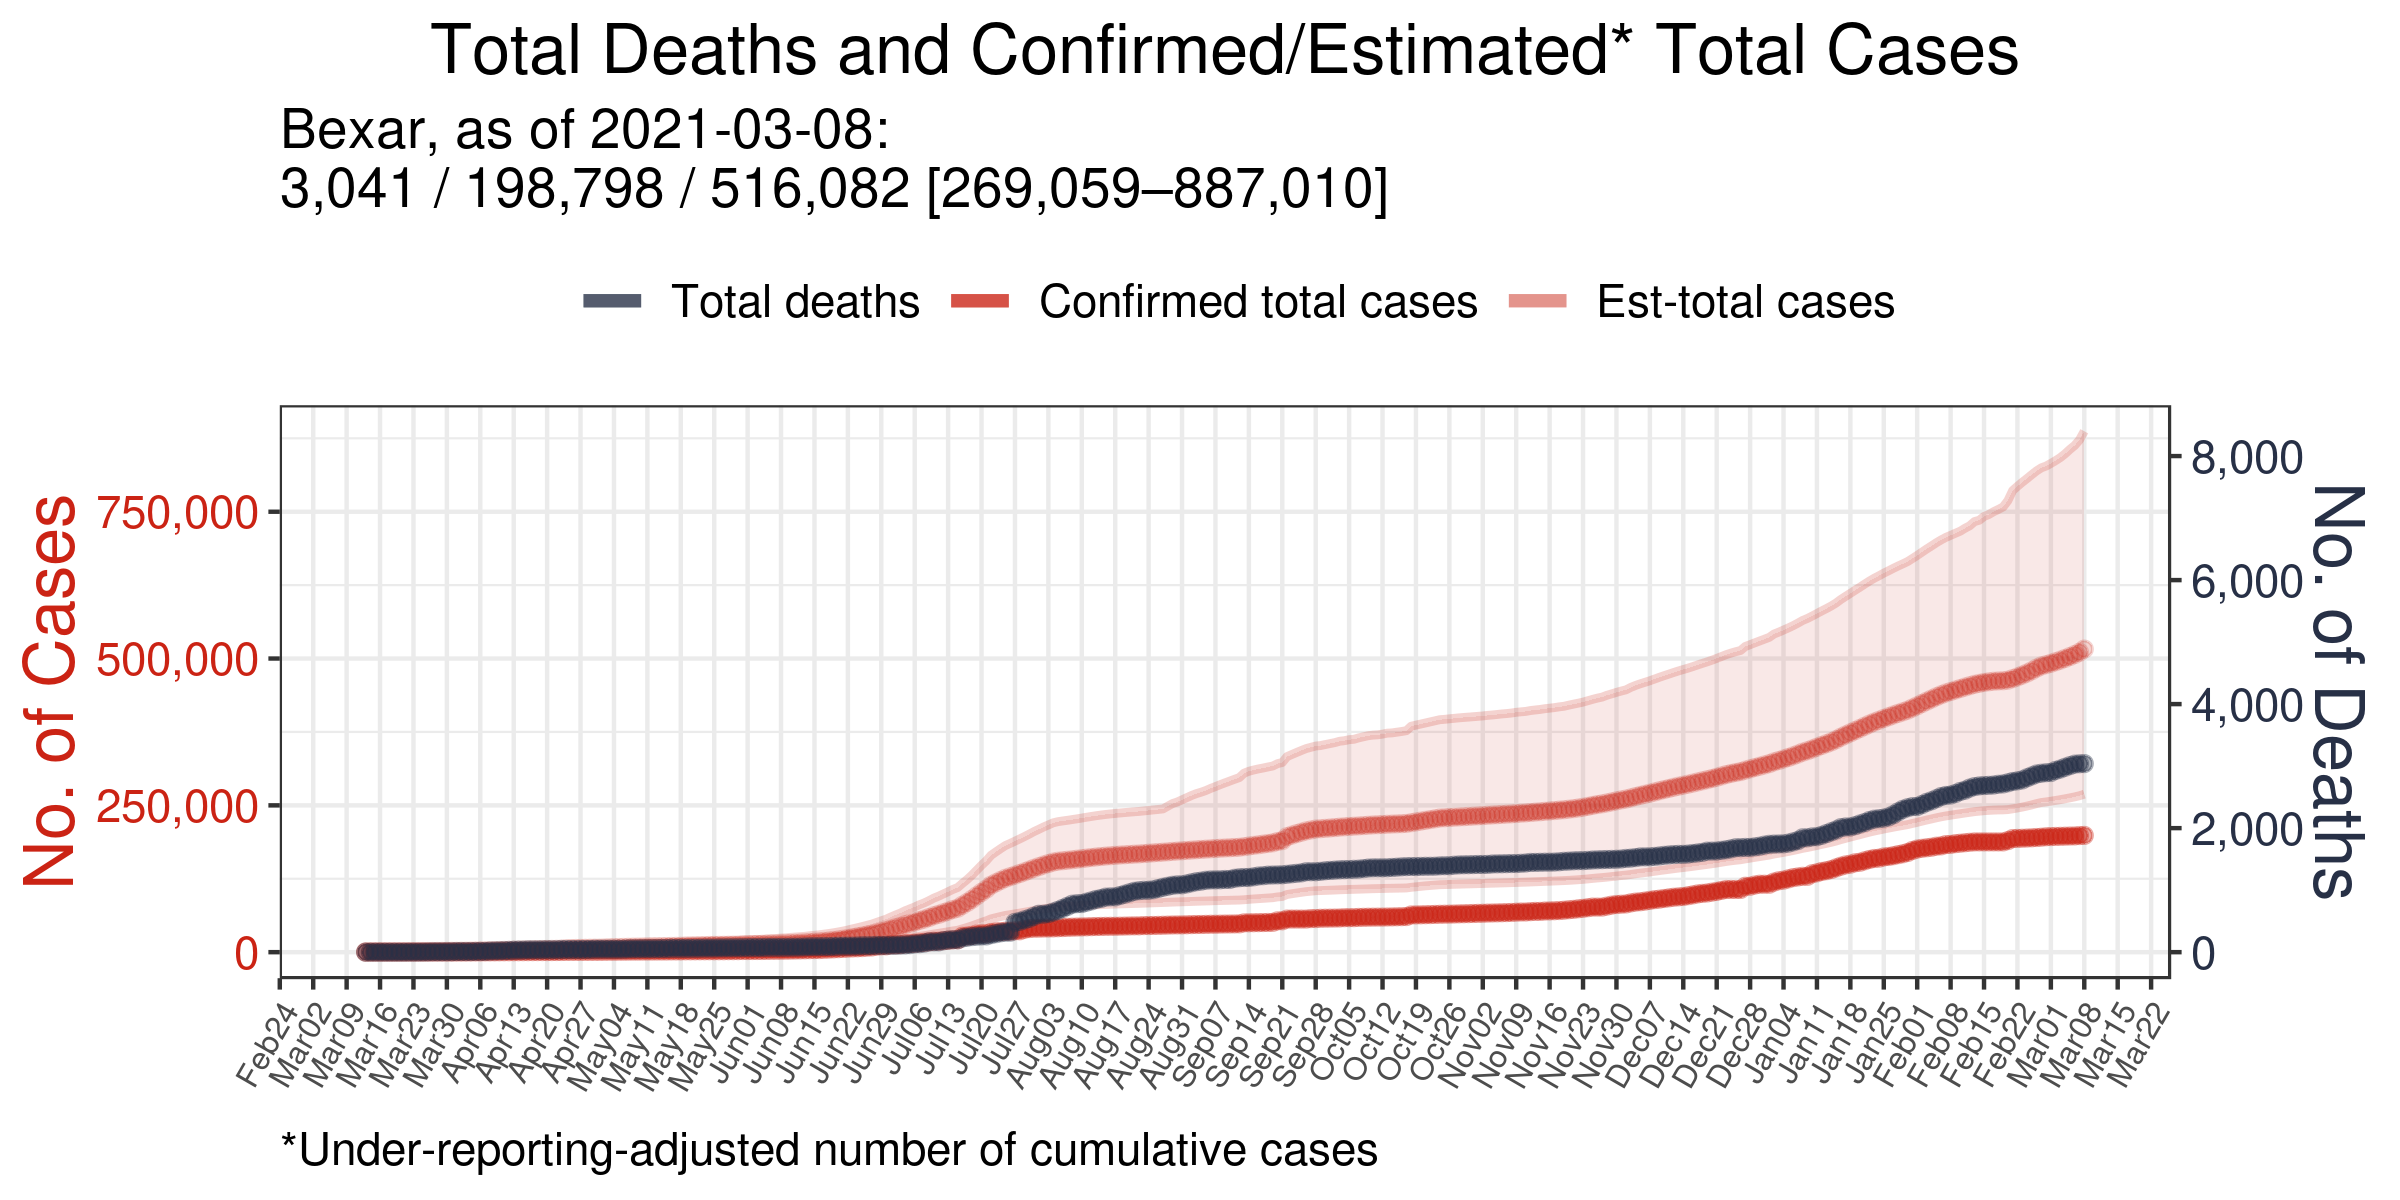 Total Deaths and Confirmed/Estimated* Total Cases
Bexar, as of 2021-03-08:
3,041 / 198,798 / 516,082 [269,059–887,010]
Total deaths
Confirmed total cases
Est-total cases
No. of Cases
750,000
500,000
250,000
0
8,000
6,000
4,000
2,000
0
No. of Deaths
Feb24
Mar02
Mar09
Mar16
Mar23
Mar30
Apr06
Apr13
Apr20
Apr27
May04
May11
May18
May25
Jun01
Jun08
Jun15
Jun22
Jun29
Jul06
Jul13
Jul20
Jul27
Aug03
Aug10
Aug17
Aug24
Aug31
Sep07
Sep14
Sep21
Sep28
Oct05
Oct12
Oct19
Oct26
Nov02
Nov09
Nov16
Nov23
Nov30
Dec07
Dec14
Dec21
Dec28
Jan04
Jan11
Jan18
Jan25
Feb01
Feb08
Feb15
Feb22
Mar01
Mar08
Mar15
Mar22
*Under-reporting-adjusted number of cumulative cases